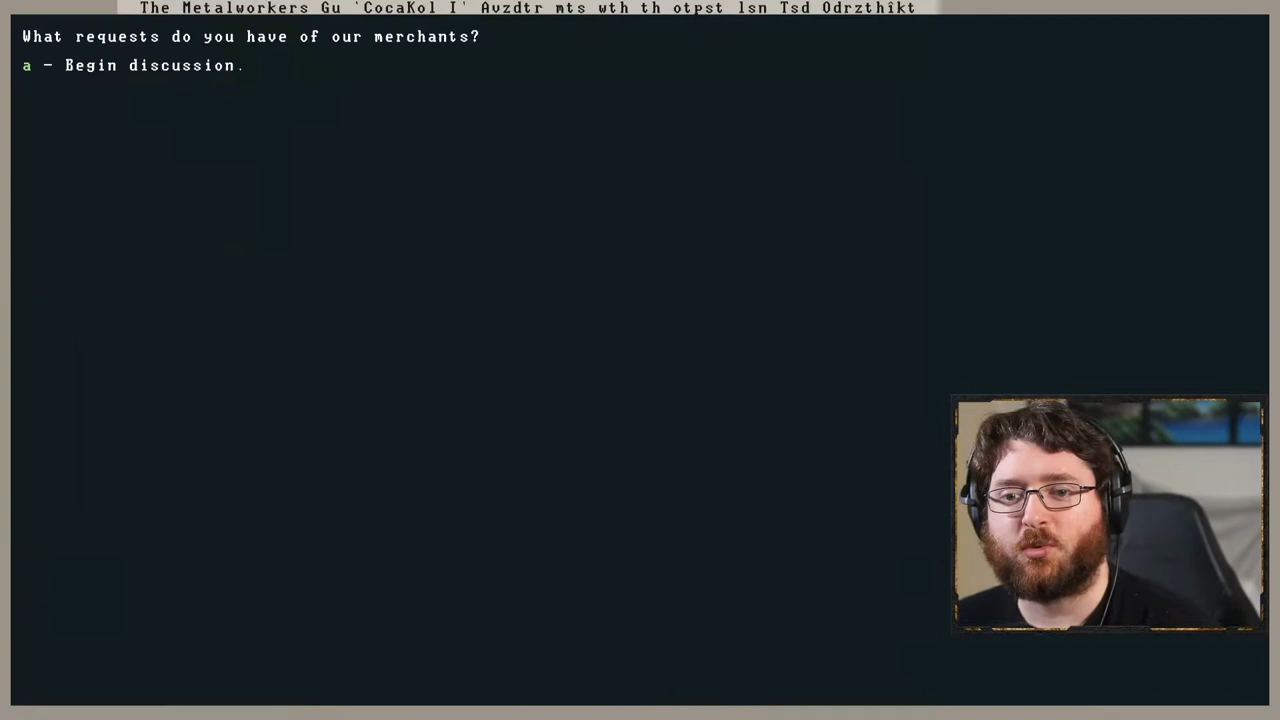 The Metalworkers Gu 'CocaKol I' Avzdtr mts wth th otpst lsn Tsd Odrzthîkt
What requests do you have of our merchants?
a - Begin discussion.